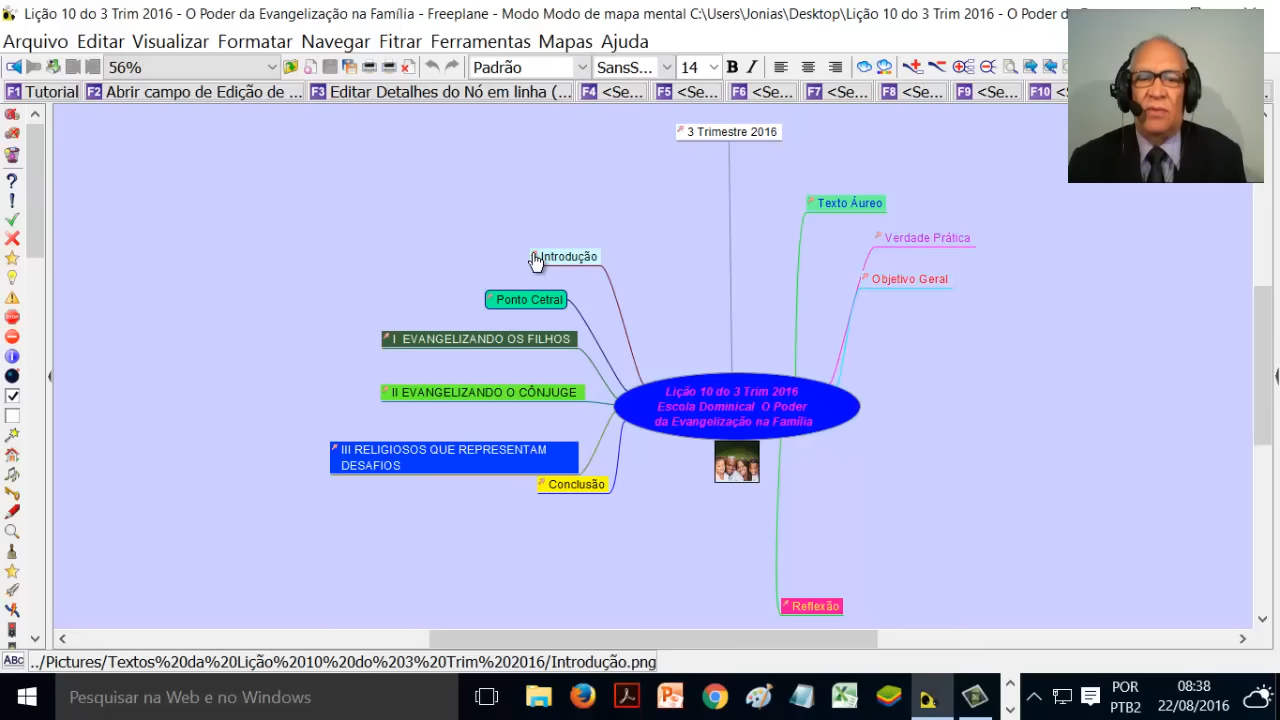 Lição 10 do 3 Trim 2016 - O Poder da Evangelização na Família - Freeplane - Modo Modo de mapa mental C:\Users\Jonias\Desktop\Lição 10 do 3 Trim 2016 - O Poder da
Arquivo Editar Visualizar Formatar Navegar Fitrar Ferramentas Mapas Ajuda
56% Padrão SansS... 14 B I
F1 Tutorial F2 Abrir campo de Edição de ... F3 Editar Detalhes do Nó em linha (... F4 <Se... F5 <Se... F6 <Se... F7 <Se... F8 <Se... F9 <Se... F10 <Se...
3 Trimestre 2016
Texto Áureo
Verdade Prática
Introdução
Objetivo Geral
Ponto Cetral
I EVANGELIZANDO OS FILHOS
II EVANGELIZANDO O CÔNJUGE
Lição 10 do 3 Trim 2016
Escola Dominical O Poder
da Evangelização na Família
III RELIGIOSOS QUE REPRESENTAM
DESAFIOS
Conclusão
Reflexão
ABC ../Pictures/Textos%20da%20Lição%2010%20do%203%20Trim%202016/Introdução.png
Pesquisar na Web e no Windows
POR
PTB2
08:38
22/08/2016